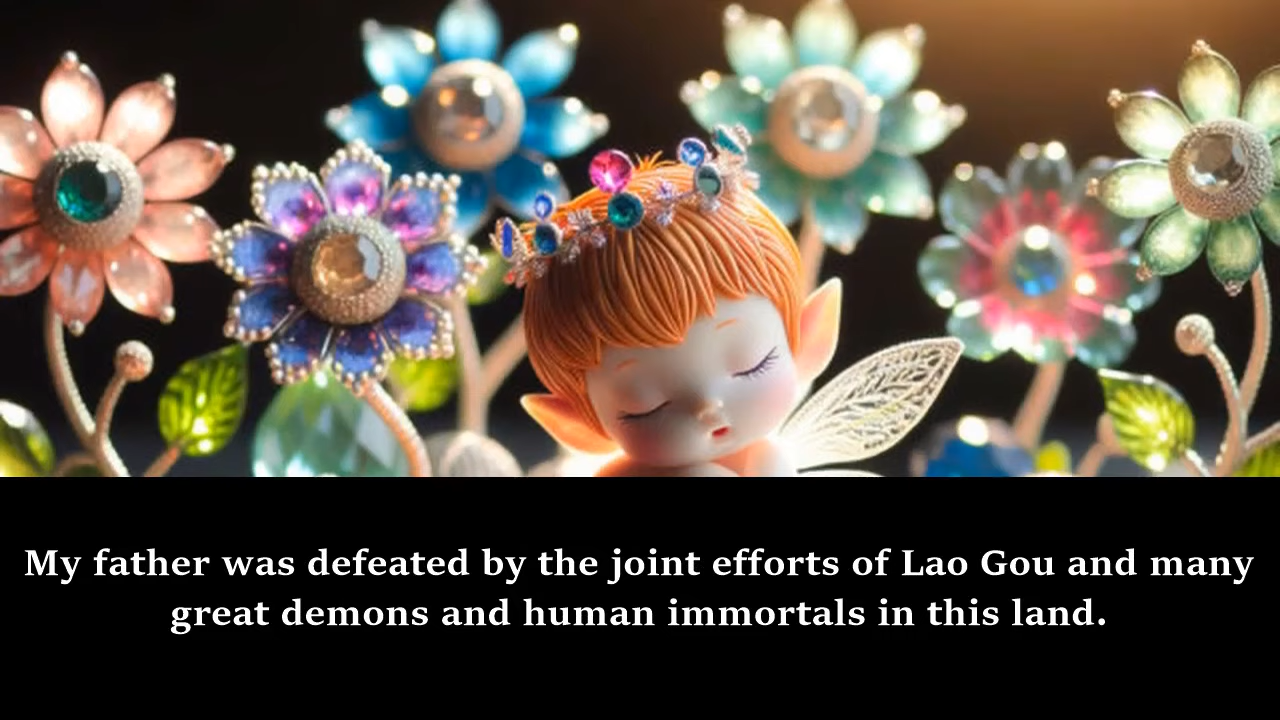 My father was defeated by the joint efforts of Lao Gou and many
great demons and human immortals in this land.